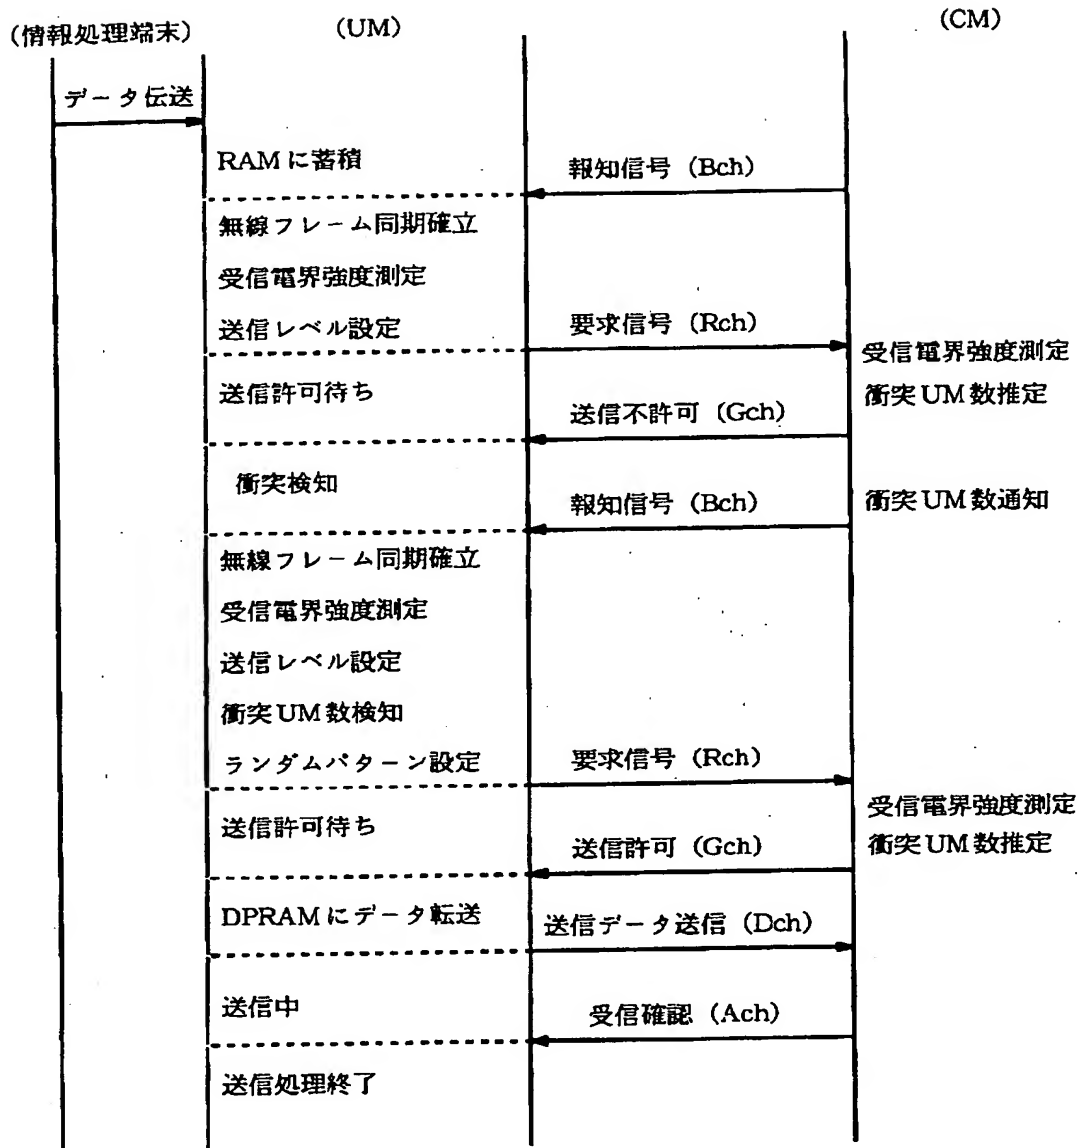 (情報処理端末) (UM) (CM)
データ伝送
RAMに蓄積
報知信号 (Bch)
無線フレーム同期確立
受信電界強度測定
送信レベル設定
要求信号 (Rch)
受信電界強度測定
送信許可待ち
衝突UM数推定
送信不許可 (Gch)
衝突検知
報知信号 (Bch)
衝突UM数通知
無線フレーム同期確立
受信電界強度測定
送信レベル設定
衝突UM数検知
ランダムパターン設定
要求信号 (Rch)
受信電界強度測定
送信許可待ち
送信許可 (Gch)
衝突UM数推定
DPRAMにデータ転送
送信データ送信 (Dch)
送信中
受信確認 (Ach)
送信処理終了